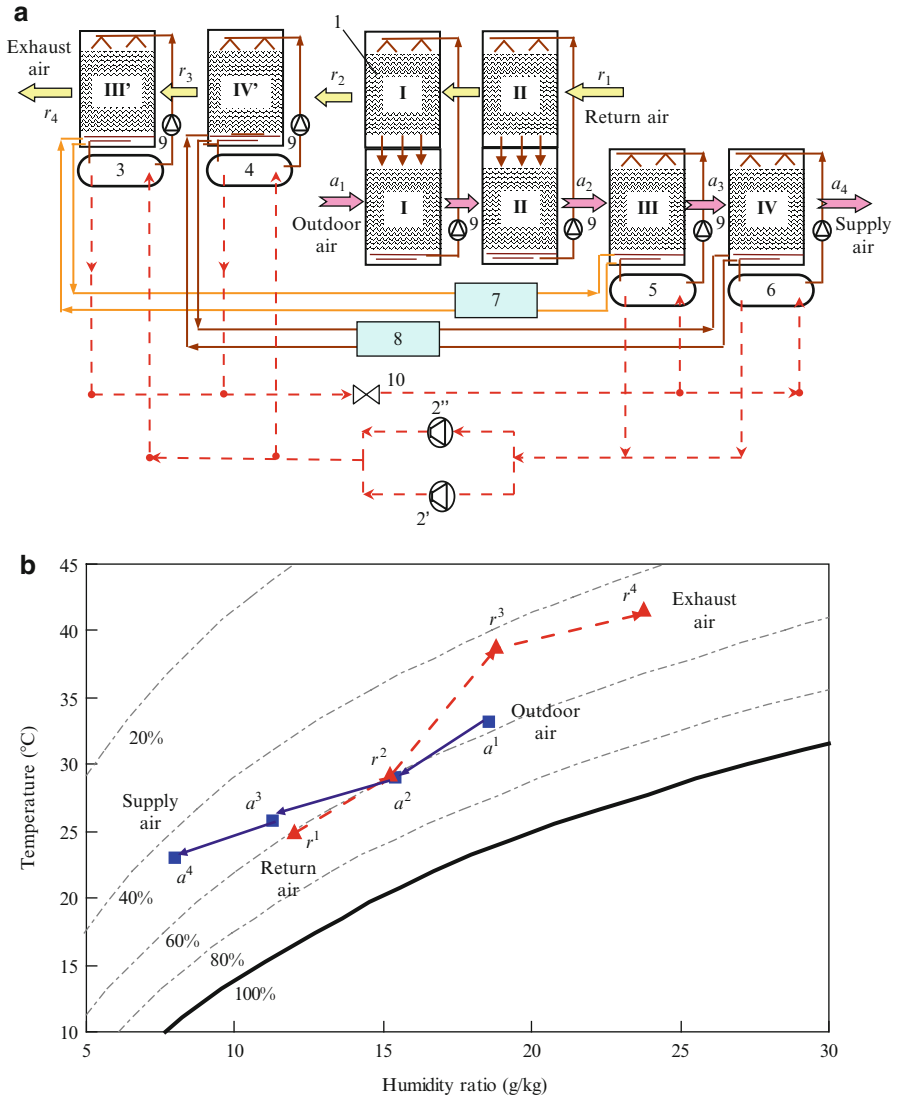 a
1
Exhaust
air
III'
r3
IV'
r2
I
II
r1
r4
Return air
9
9
3
4
a1
Outdoor
air
I
9
II
a2
9
III
a3
9
IV
a4
Supply
air
5
6
7
8
10
2''
2'
b
45
40
35
30
25
20
15
10
Temperature (°C)
r4
Exhaust
air
r3
Outdoor
air
a1
20%
r2
a2
Supply
air
a3
r1
Return
air
a4
40%
60%
80%
100%
5 10 15 20 25 30
Humidity ratio (g/kg)